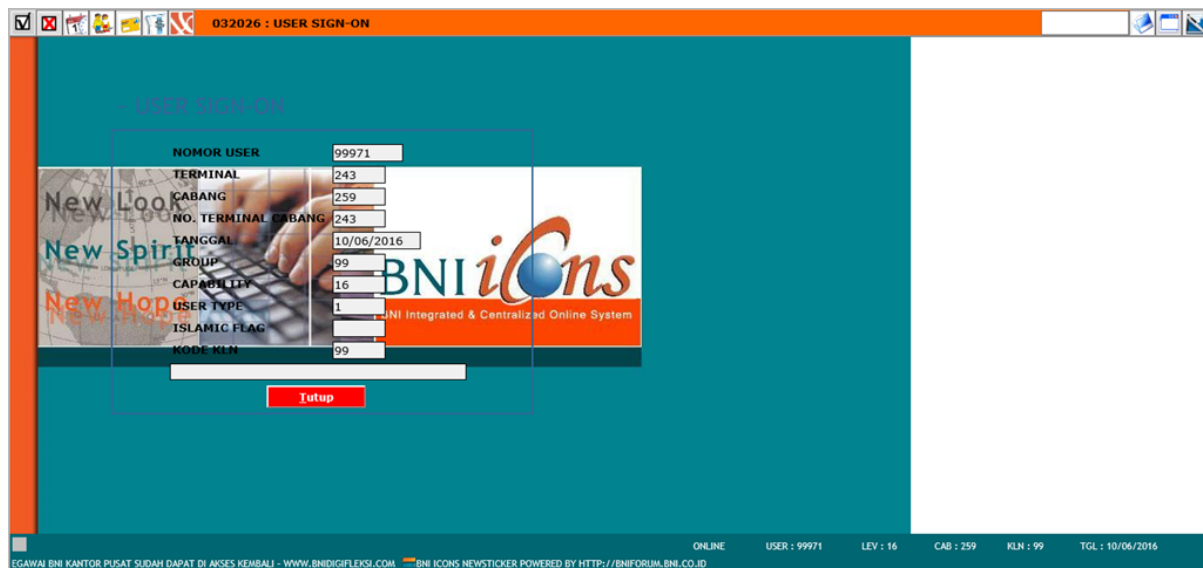 032026 : USER SIGN-ON
- USER SIGN-ON
NOMOR USER 99971
TERMINAL 243
CABANG 259
NO. TERMINAL CABANG 243
TANGGAL 10/06/2016
GROUP 99
CAPABILITY 16
USER TYPE 1
ISLAMIC FLAG
KODE KLN 99
Tutup
New Look
New Spirit
New Hope
BNI iCons
BNI Integrated & Centralized Online System
ONLINE USER : 99971 LEV : 16 CAB : 259 KLN : 99 TGL : 10/06/2016
EGAWAI BNI KANTOR PUSAT SUDAH DAPAT DI AKSES KEMBALI - WWW.BNIDIGIFLEKSI.COM BNI ICONS NEWSTICKER POWERED BY HTTP://BNIFORUM.BNI.CO.ID